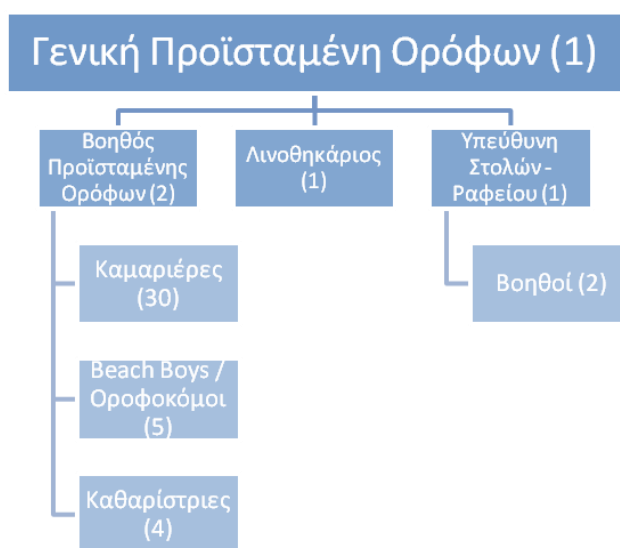 Γενική Προϊσταμένη Ορόφων (1)
Βοηθός
Προϊσταμένης
Ορόφων (2)
Λινοθηκάριος
(1)
Υπεύθυνη
Στολών -
Ραφείου (1)
Καμαριέρες
(30)
Βοηθοί (2)
Beach Boys /
Οροφοκόμοι
(5)
Καθαρίστριες
(4)